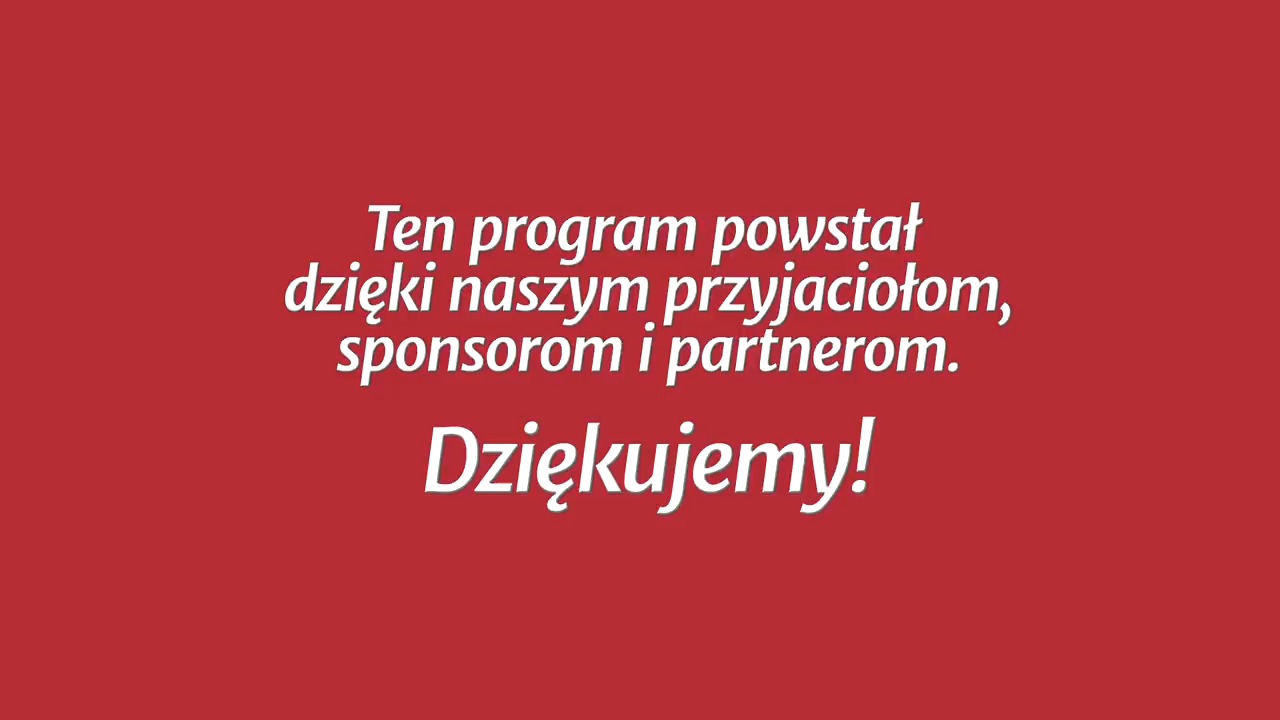 Ten program powstał
dzięki naszym przyjaciołom,
sponsorom i partnerom.
Dziękujemy!